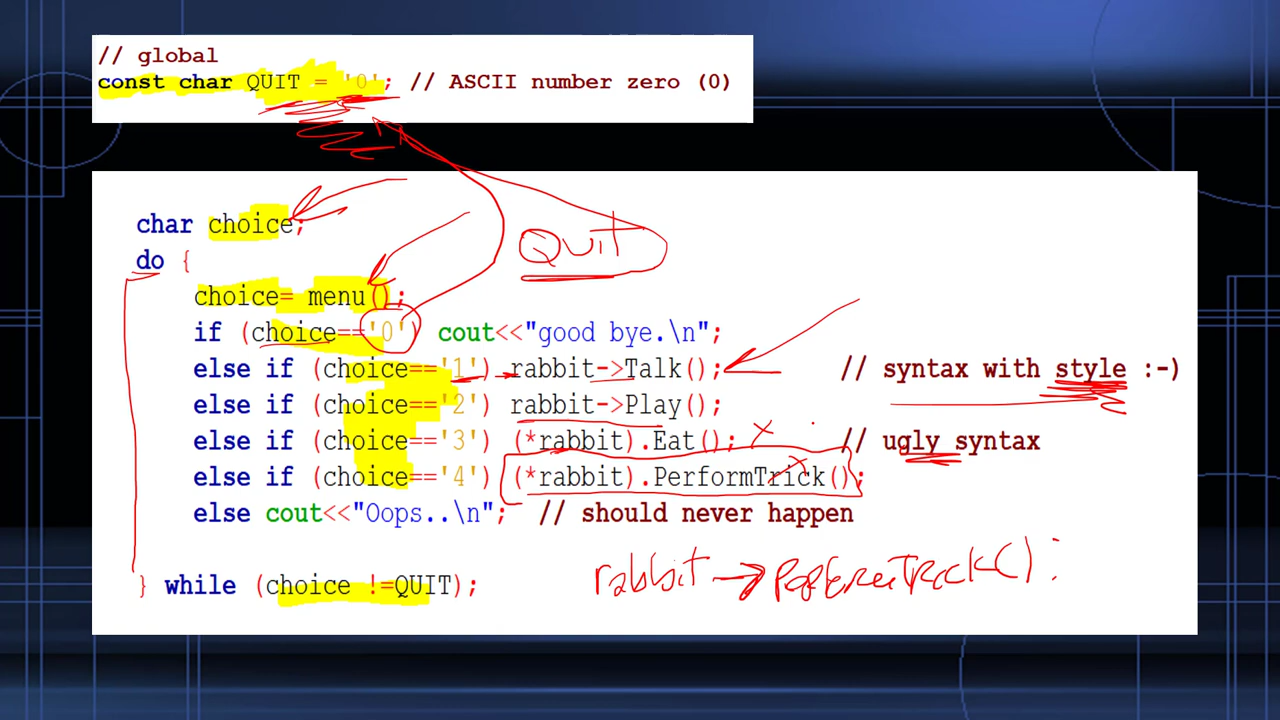 // global
const char QUIT = '0'; // ASCII number zero (0)
char choice;
do {
QUIT
choice= menu();
if (choice=='0') cout<<"good bye.\n";
else if (choice=='1') rabbit->Talk(); // syntax with style :-)
else if (choice=='2') rabbit->Play();
else if (choice=='3') (*rabbit).Eat(); // ugly syntax
else if (choice=='4') (*rabbit).PerformTrick();
else cout<<"Oops..\n"; // should never happen
rabbit
} while (choice !=QUIT);